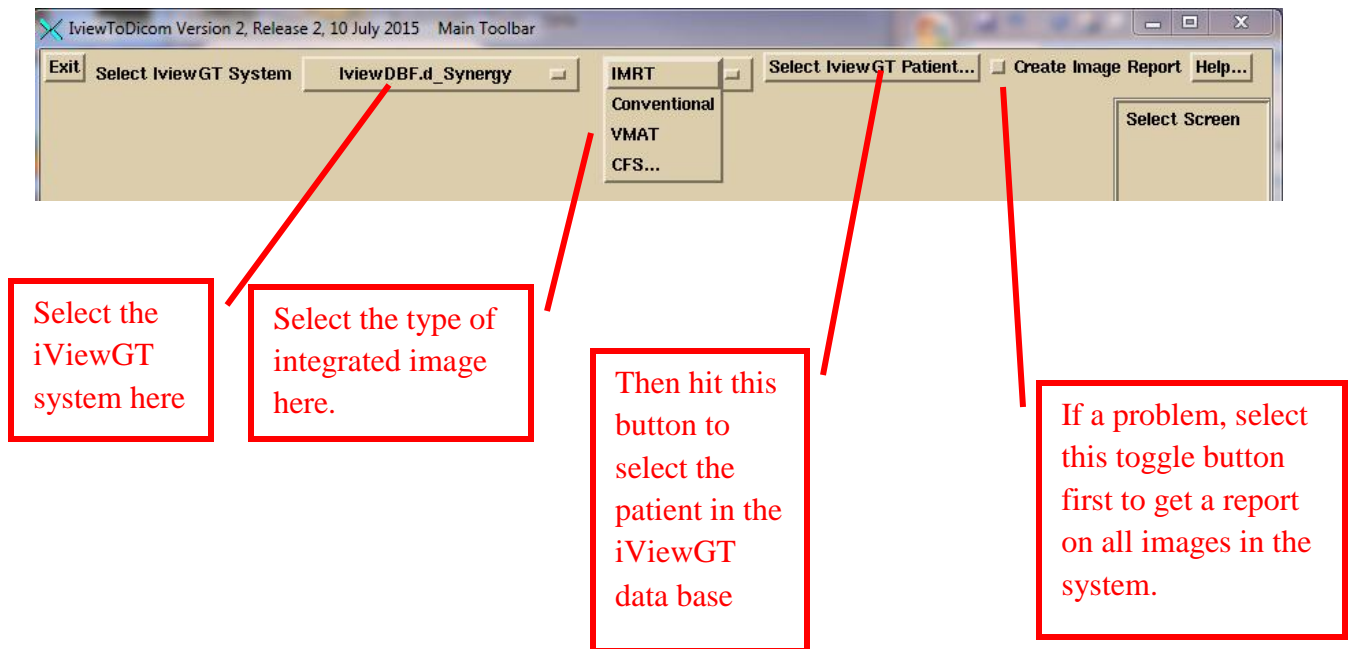 IviewToDicom Version 2, Release 2, 10 July 2015 Main Toolbar
Exit Select IviewGT System IviewDBF.d_Synergy IMRT Select IviewGT Patient... Create Image Report Help...
Conventional
VMAT
CFS...
Select Screen
Select the
iViewGT
system here
Select the type of
integrated image
here.
Then hit this
button to
select the
patient in the
iViewGT
data base
If a problem, select
this toggle button
first to get a report
on all images in the
system.